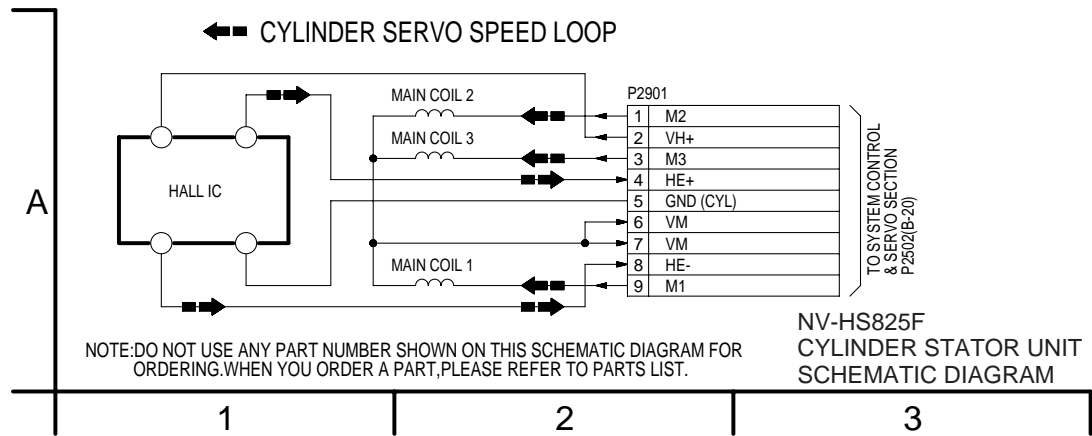 CYLINDER SERVO SPEED LOOP
P2901
MAIN COIL 2
1 M2
2 VH+
MAIN COIL 3
3 M3
4 HE+
HALL IC
5 GND (CYL)
6 VM
7 VM
MAIN COIL 1
8 HE-
9 M1
TO SYSTEM CONTROL
& SERVO SECTION
P2502(B-20)
A
NV-HS825F
CYLINDER STATOR UNIT
SCHEMATIC DIAGRAM
NOTE:DO NOT USE ANY PART NUMBER SHOWN ON THIS SCHEMATIC DIAGRAM FOR
ORDERING.WHEN YOU ORDER A PART,PLEASE REFER TO PARTS LIST.
1 2 3